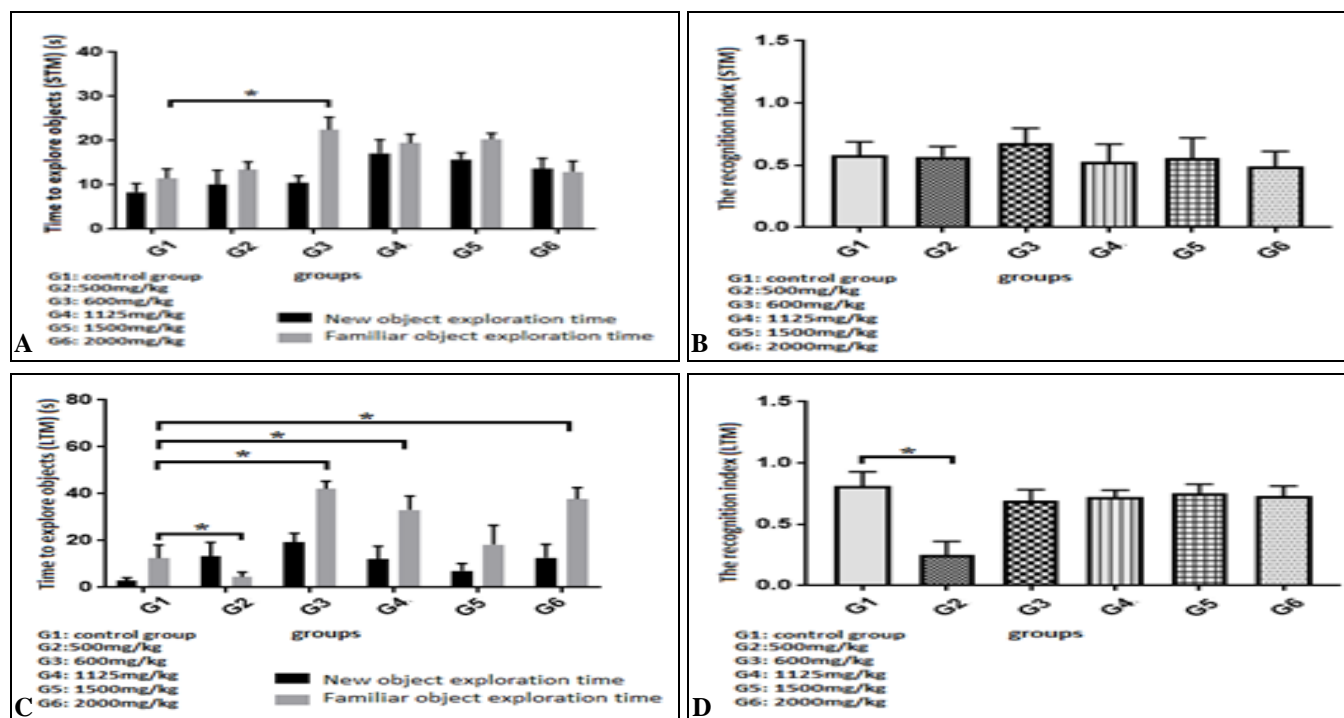 Time to explore objects (STM) (s)
40
30
20
10
0
*
G1 G2 G3 G4. G5 G6
groups
G1: control group
G2:500mg/kg
G3: 600mg/kg
G4: 1125mg/kg
G5: 1500mg/kg
G6: 2000mg/kg
New object exploration time
Familiar object exploration time
A
The recognition index (STM)
1.5
1.0
0.5
0.0
G1 G2 G3 G4. G5 G6
groups
G1: control group
G2:500mg/kg
G3: 600mg/kg
G4: 1125mg/kg
G5: 1500mg/kg
G6: 2000mg/kg
B
Time to explore objects (LTM) (s)
80
60
40
20
0
*
*
*
*
G1 G2 G3 G4. G5 G6
groups
G1: control group
G2:500mg/kg
G3: 600mg/kg
G4: 1125mg/kg
G5: 1500mg/kg
G6: 2000mg/kg
New object exploration time
Familiar object exploration time
C
The recognition index (LTM)
1.5
1.0
0.5
0.0
*
G1 G2 G3 G4. G5 G6
groups
G1: control group
G2:500mg/kg
G3: 600mg/kg
G4: 1125mg/kg
G5: 1500mg/kg
G6: 2000mg/kg
D